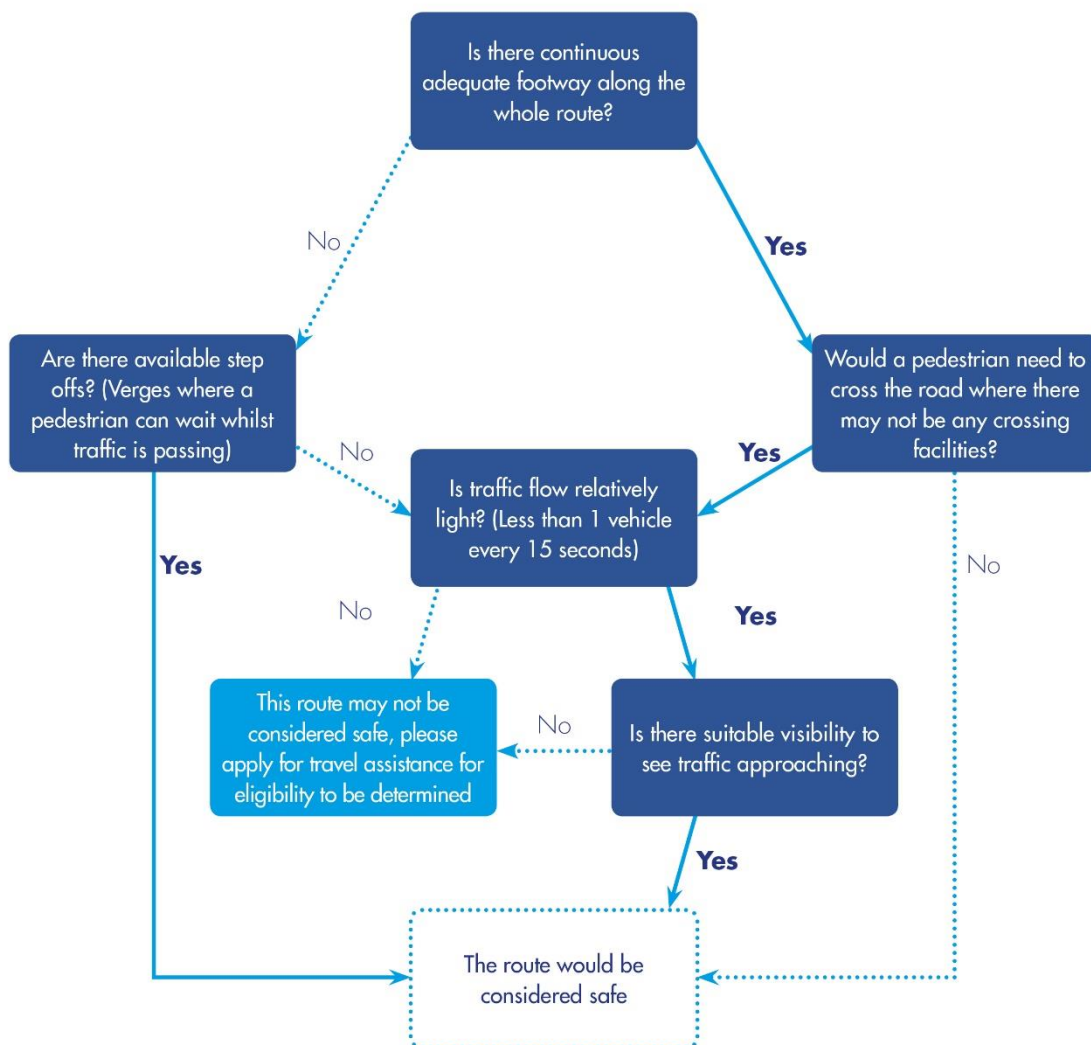 Is there continuous
adequate footway along the
whole route?
No
Yes
Are there available step
offs? (Verges where a
pedestrian can wait whilst
traffic is passing)
Would a pedestrian need to
cross the road where there
may not be any crossing
facilities?
No
Yes
Is traffic flow relatively
light? (Less than 1 vehicle
every 15 seconds)
Yes
No
No
Yes
This route may not be
considered safe, please
apply for travel assistance for
eligibility to be determined
No
Is there suitable visibility to
see traffic approaching?
Yes
The route would be
considered safe